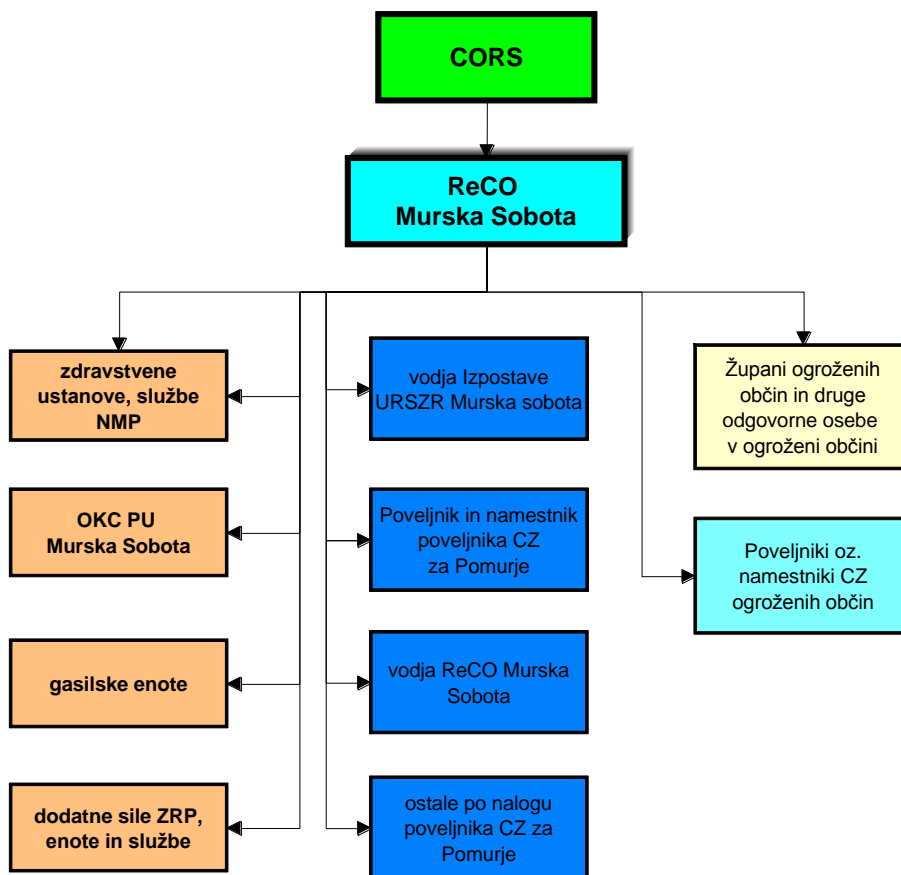 CORS
ReCO
Murska Sobota
zdravstvene
ustanove, službe
NMP
OKC PU
Murska Sobota
gasilske enote
dodatne sile ZRP,
enote in službe
vodja Izpostave
URSZR Murska sobota
Poveljnik in namestnik
poveljnika CZ
za Pomurje
vodja ReCO Murska
Sobota
ostale po nalogu
poveljnika CZ za
Pomurje
Župani ogroženih
občin in druge
odgovorne osebe
v ogroženi občini
Poveljniki oz.
namestniki CZ
ogroženih občin